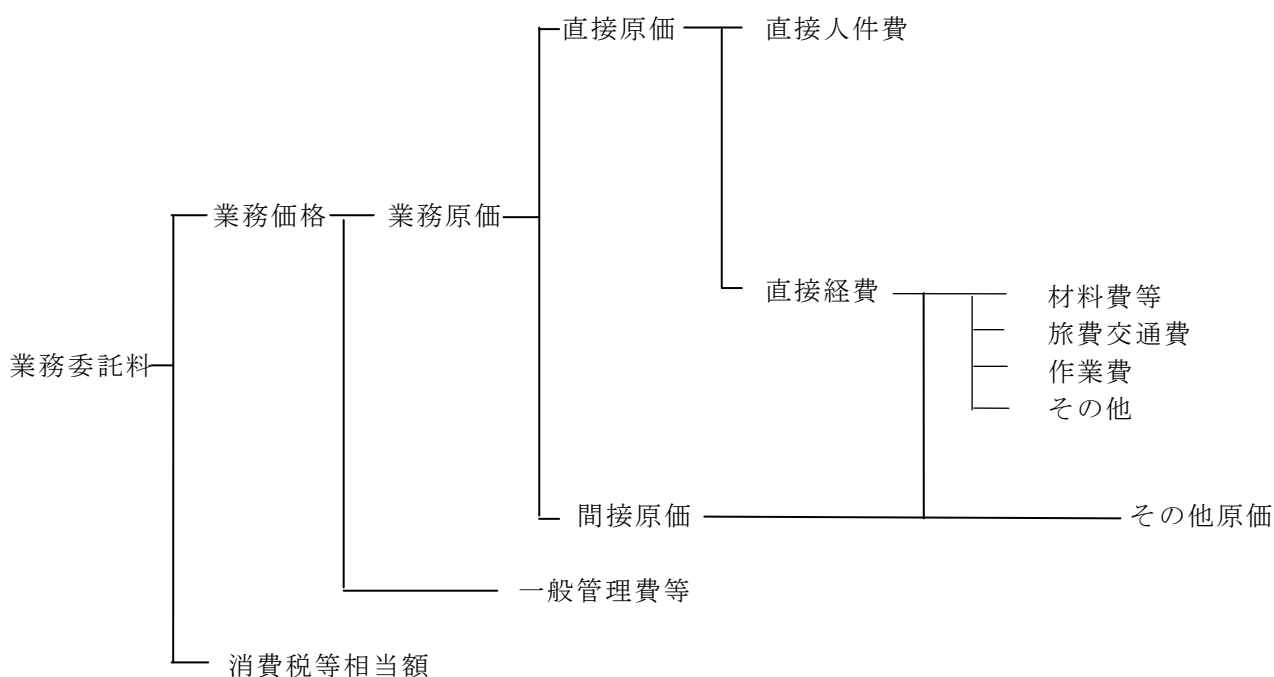 直接原価 直接人件費
業務価格 業務原価
直接経費 材料費等
旅費交通費
業務委託料 作業費
その他
間接原価 その他原価
一般管理費等
消費税等相当額